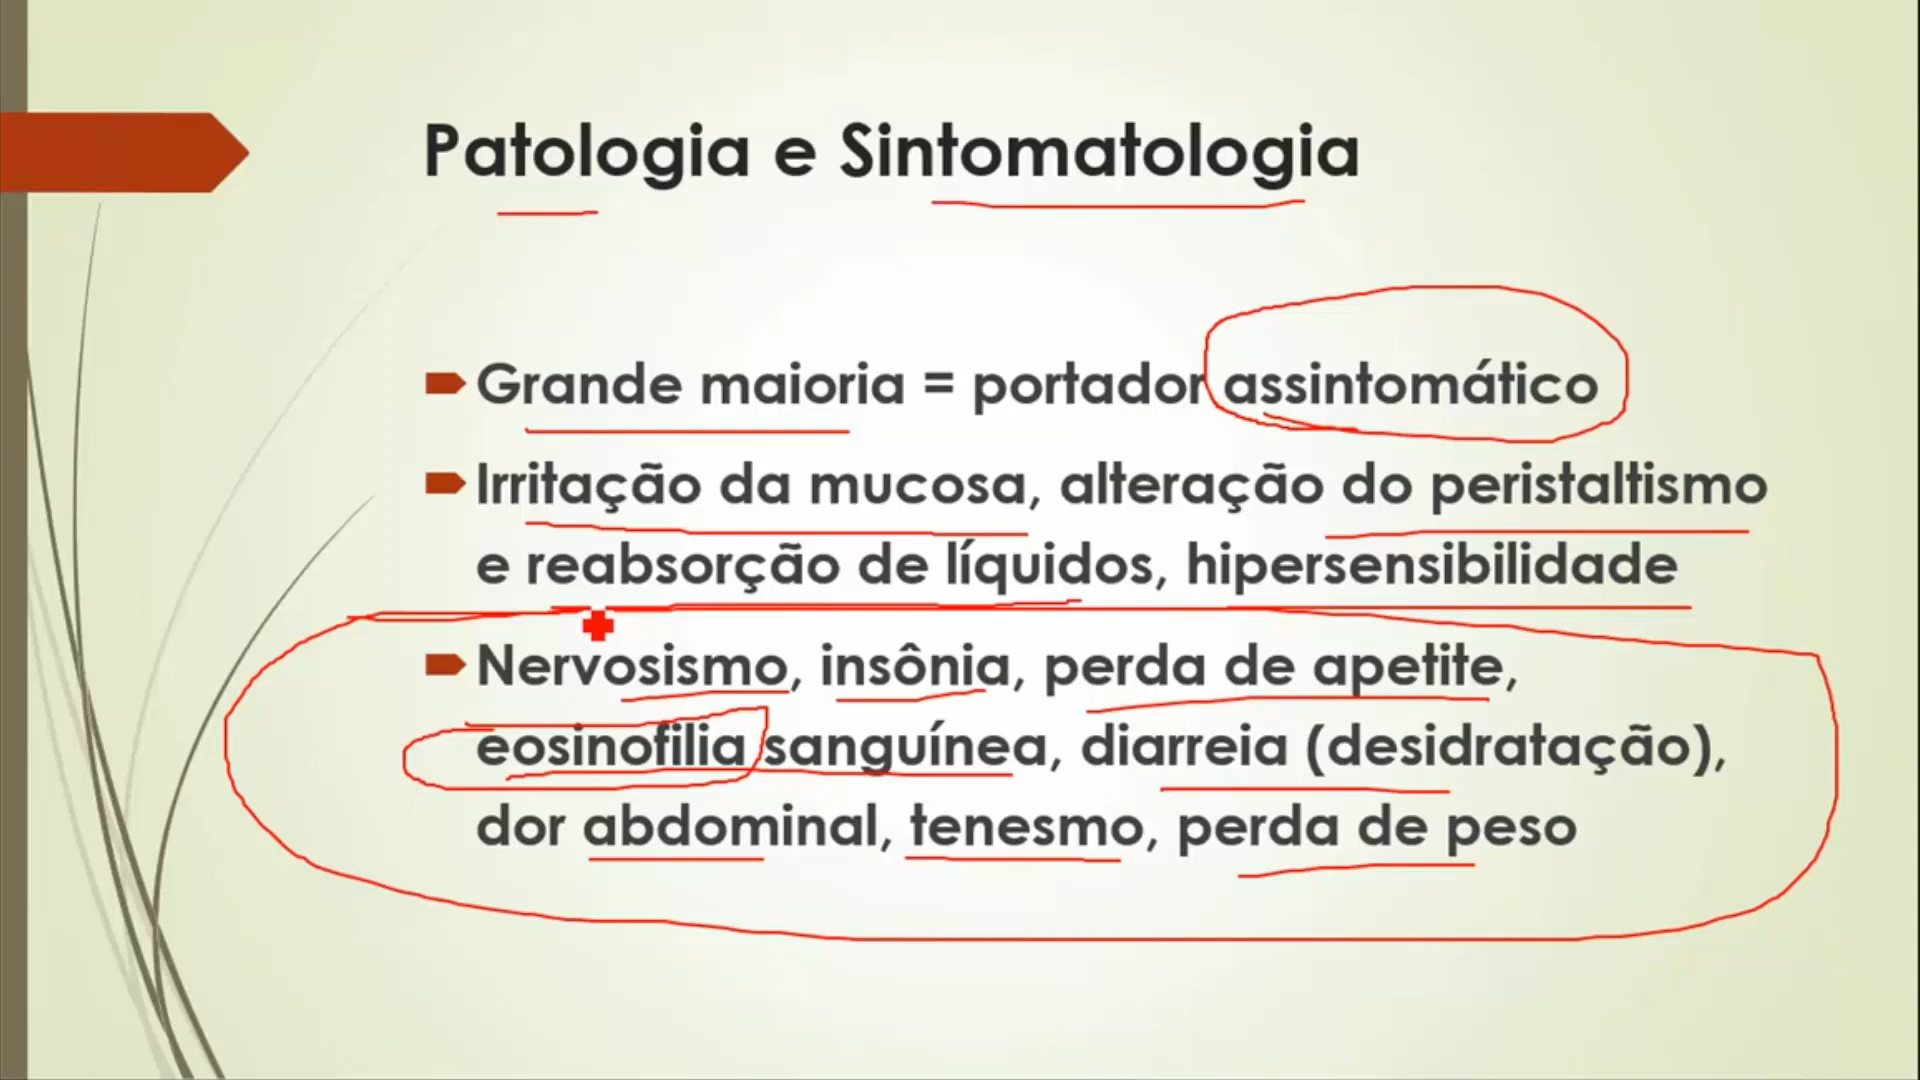 Patologia e Sintomatologia
Grande maioria = portador assintomático
Irritação da mucosa, alteração do peristaltismo
e reabsorção de líquidos, hipersensibilidade
Nervosismo, insônia, perda de apetite,
eosinofilia sanguínea, diarreia (desidratação),
dor abdominal, tenesmo, perda de peso